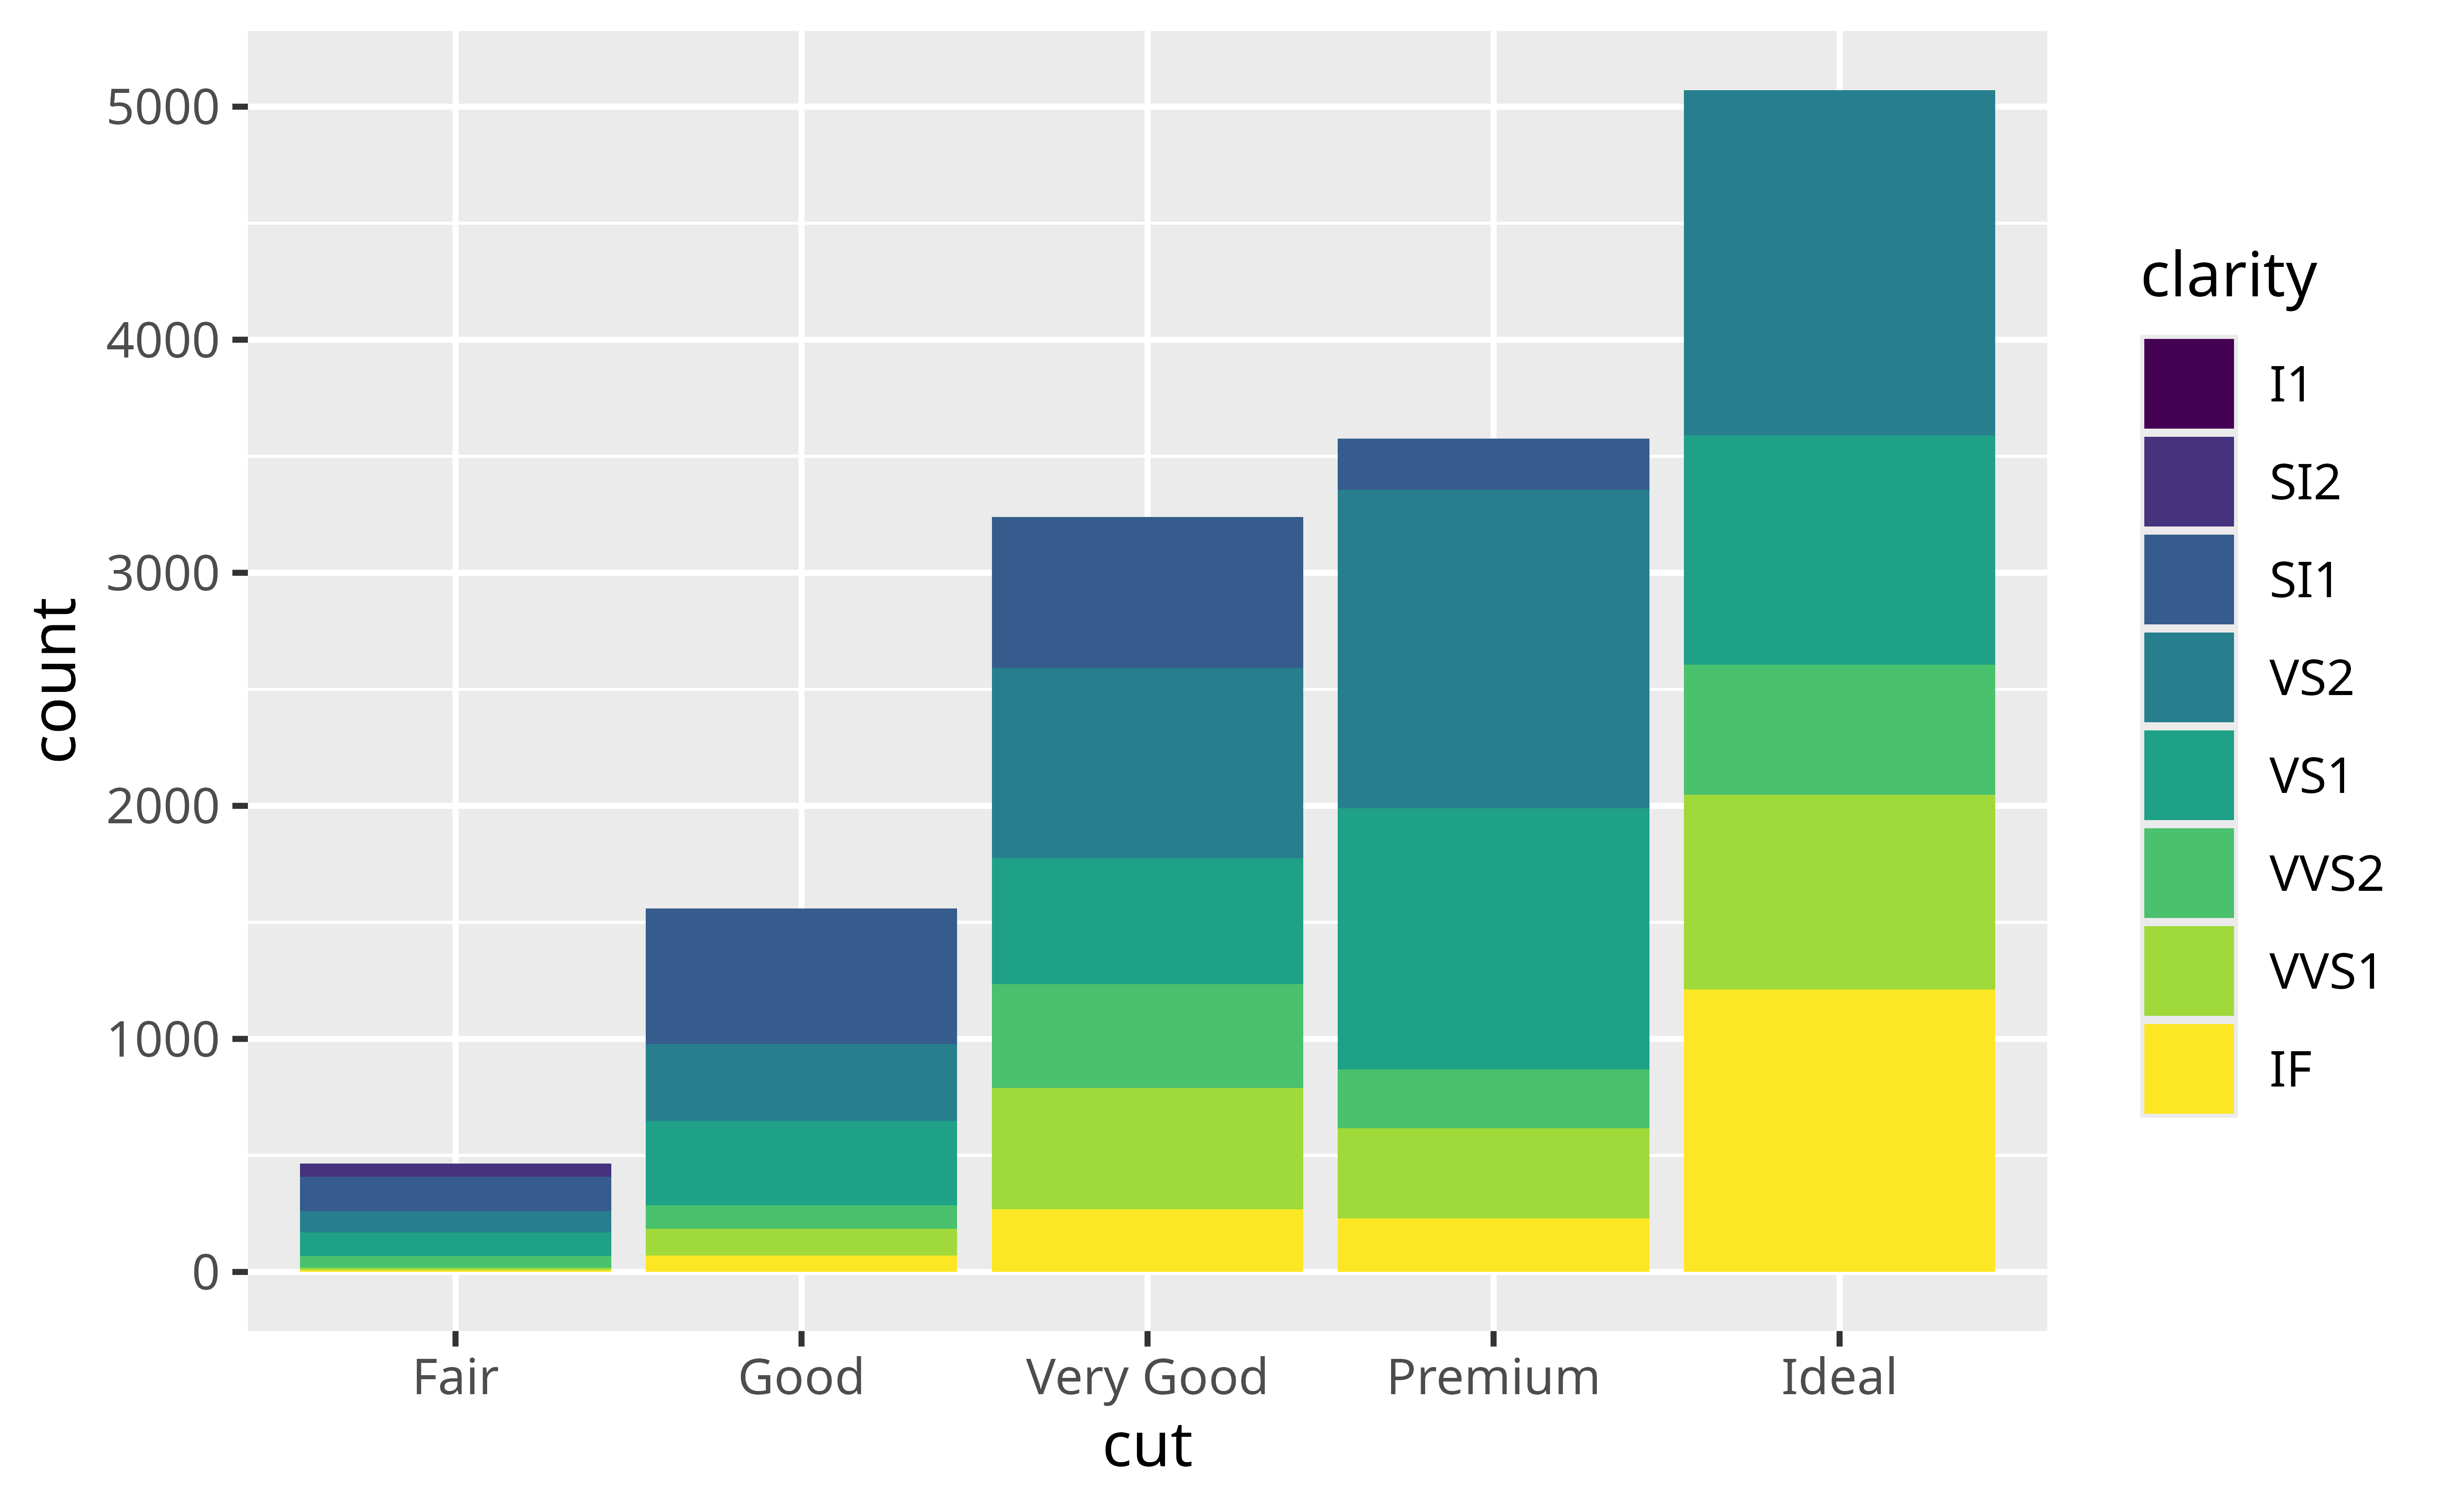 5000
4000
3000
2000
1000
0
count
Fair Good Very Good Premium Ideal
cut
clarity
I1
SI2
SI1
VS2
VS1
VVS2
VVS1
IF